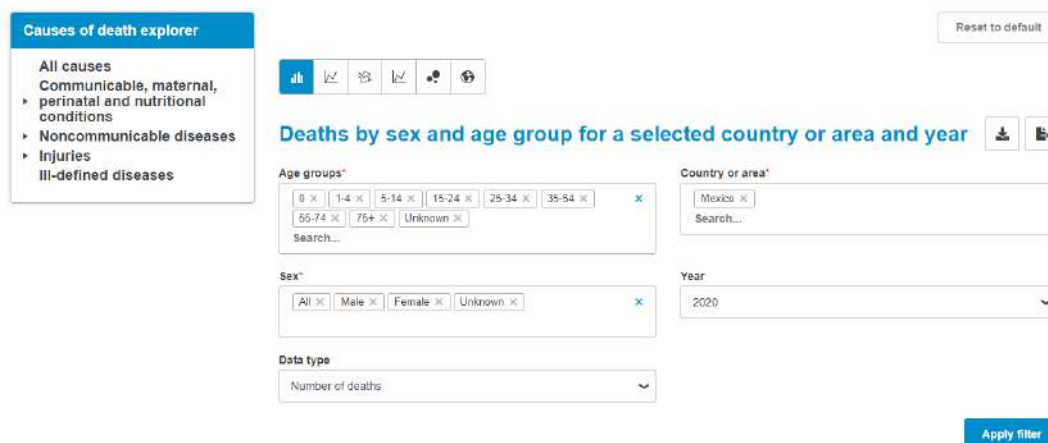 Causes of death explorer
All causes
Communicable, maternal,
perinatal and nutritional
conditions
Noncommunicable diseases
Injuries
Ill-defined diseases
Reset to default
Deaths by sex and age group for a selected country or area and year
Age groups*
0 × 1-4 × 5-14 × 15-24 × 25-34 × 35-54 ×
55-74 × 75+ × Unknown ×
Search...
Country or area*
Mexico ×
Search...
Sex*
All × Male × Female × Unknown ×
Year
2020
Data type
Number of deaths
Apply filter